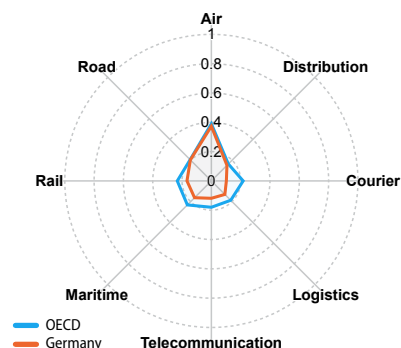 Air
1
Road
Distribution
0.8
0.6
0.4
0.2
Rail
0
Courier
Maritime
Logistics
OECD
Germany
Telecommunication